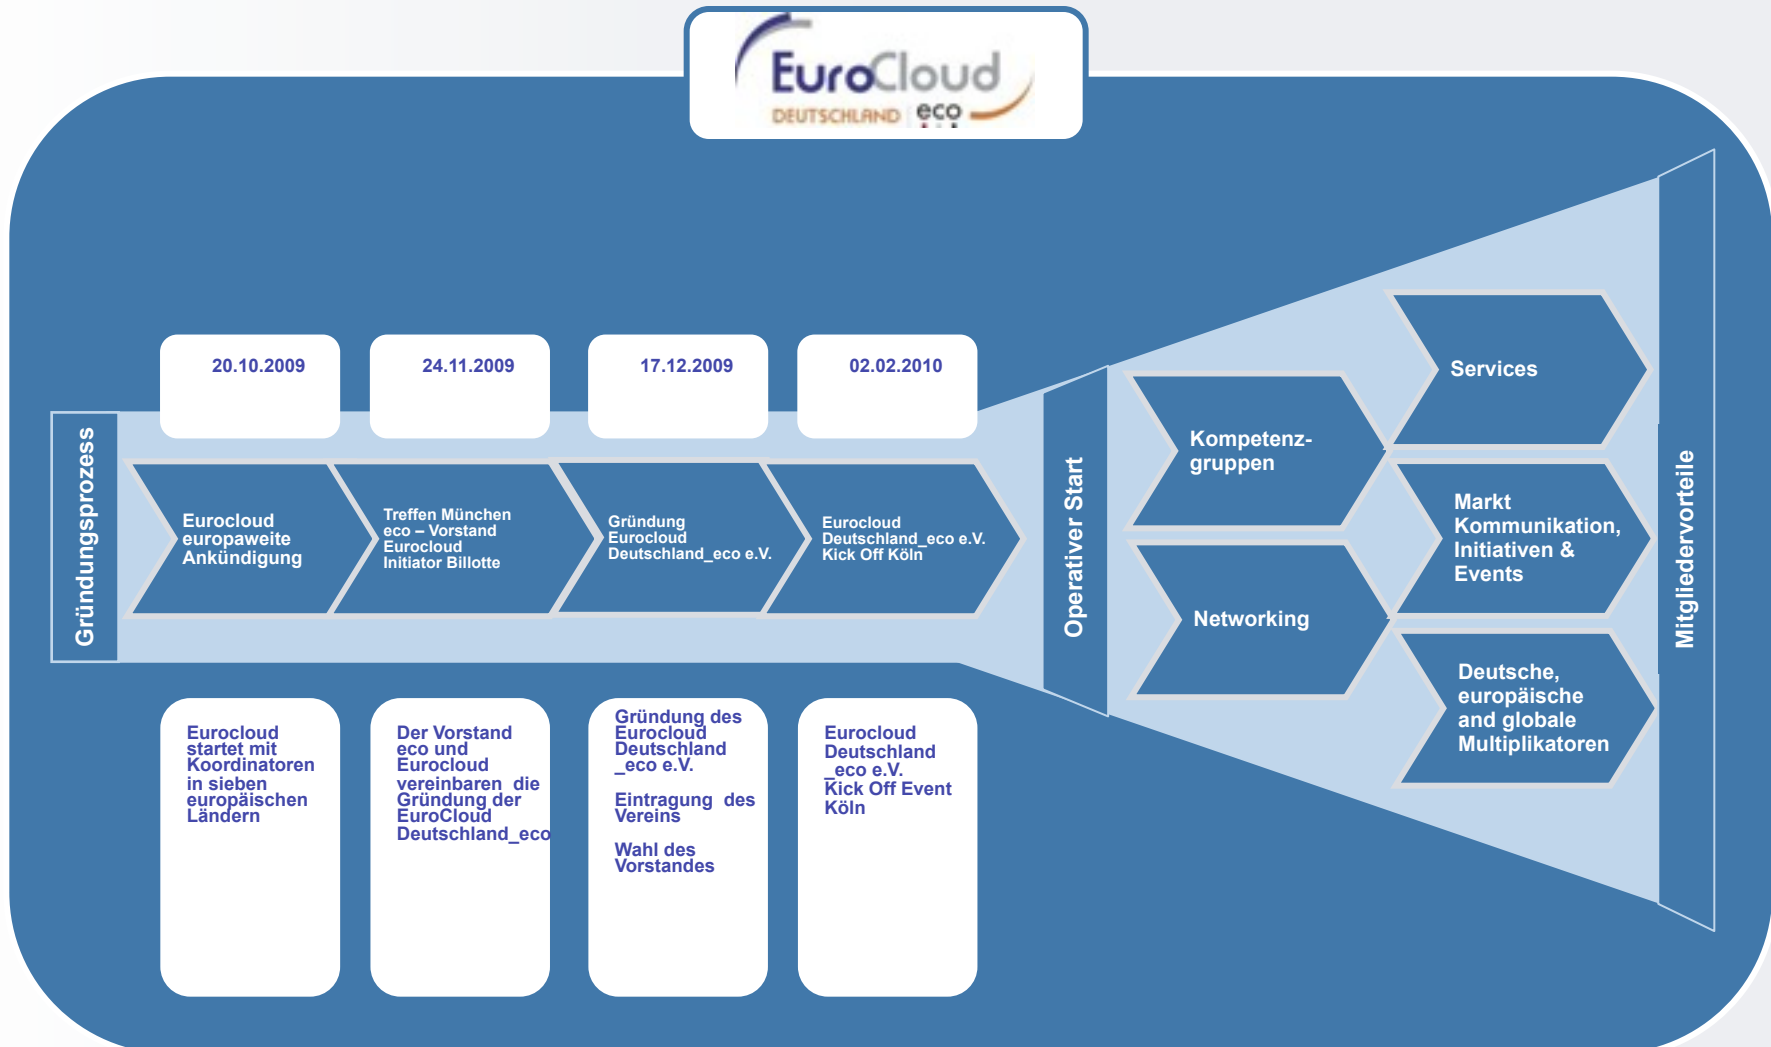 EuroCloud
DEUTSCHLAND eco
20.10.2009
24.11.2009
17.12.2009
02.02.2010
Gründungsprozess
Eurocloud
europaweite
Ankündigung
Treffen München
eco – Vorstand
Eurocloud
Initiator Billotte
Gründung
Eurocloud
Deutschland_eco e.V.
Eurocloud
Deutschland_eco e.V.
Kick Off Köln
Operativer Start
Kompetenz-
gruppen
Networking
Services
Markt
Kommunikation,
Initiativen &
Events
Deutsche,
europäische
and globale
Multiplikatoren
Mitgliedervorteile
Eurocloud
startet mit
Koordinatoren
in sieben
europäischen
Ländern
Der Vorstand
eco und
Eurocloud
vereinbaren die
Gründung der
EuroCloud
Deutschland_eco
Gründung des
Eurocloud
Deutschland
_eco e.V.
Eintragung des
Vereins
Wahl des
Vorstandes
Eurocloud
Deutschland
_eco e.V.
Kick Off Event
Köln